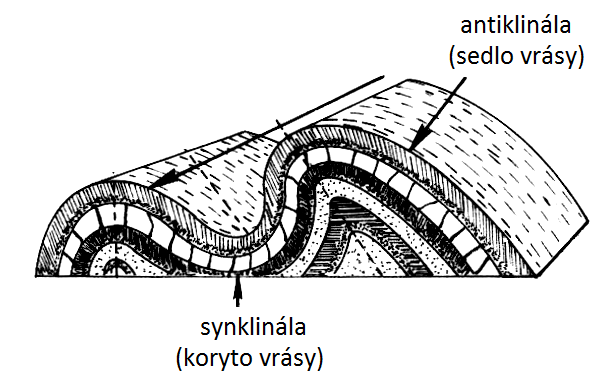 antiklinála
(sedlo vrásy)
synklinála
(koryto vrásy)